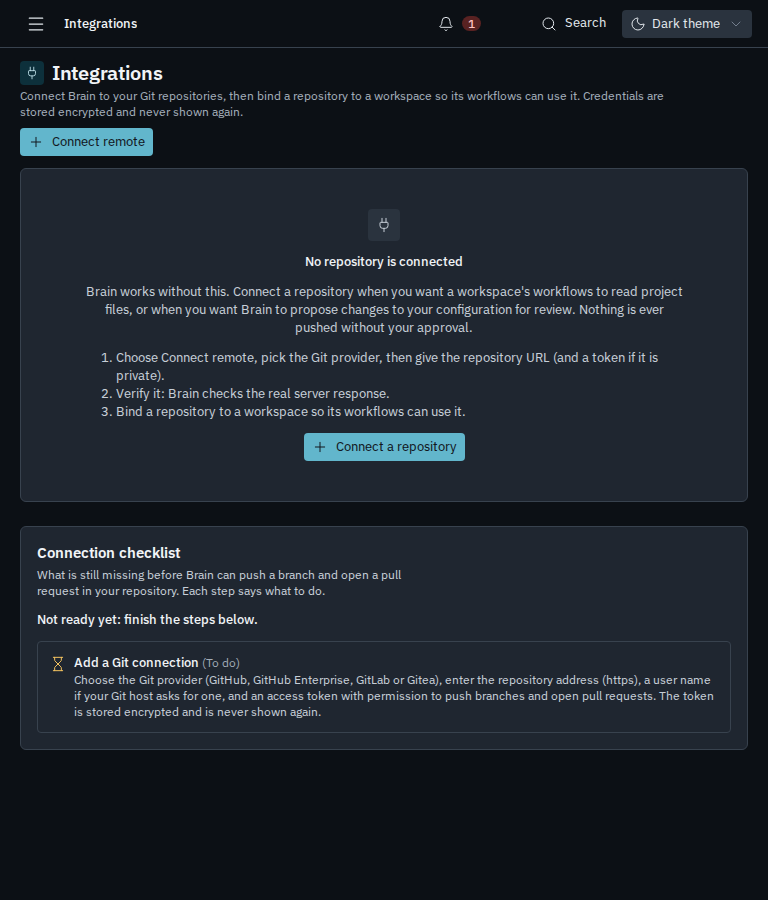 Integrations
1
Search
Dark theme
Integrations
Connect Brain to your Git repositories, then bind a repository to a workspace so its workflows can use it. Credentials are
stored encrypted and never shown again.
Connect remote
No repository is connected
Brain works without this. Connect a repository when you want a workspace's workflows to read project
files, or when you want Brain to propose changes to your configuration for review. Nothing is ever
pushed without your approval.
1. Choose Connect remote, pick the Git provider, then give the repository URL (and a token if it is
private).
2. Verify it: Brain checks the real server response.
3. Bind a repository to a workspace so its workflows can use it.
Connect a repository
Connection checklist
What is still missing before Brain can push a branch and open a pull
request in your repository. Each step says what to do.
Not ready yet: finish the steps below.
Add a Git connection (To do)
Choose the Git provider (GitHub, GitHub Enterprise, GitLab or Gitea), enter the repository address (https), a user name
if your Git host asks for one, and an access token with permission to push branches and open pull requests. The token
is stored encrypted and is never shown again.